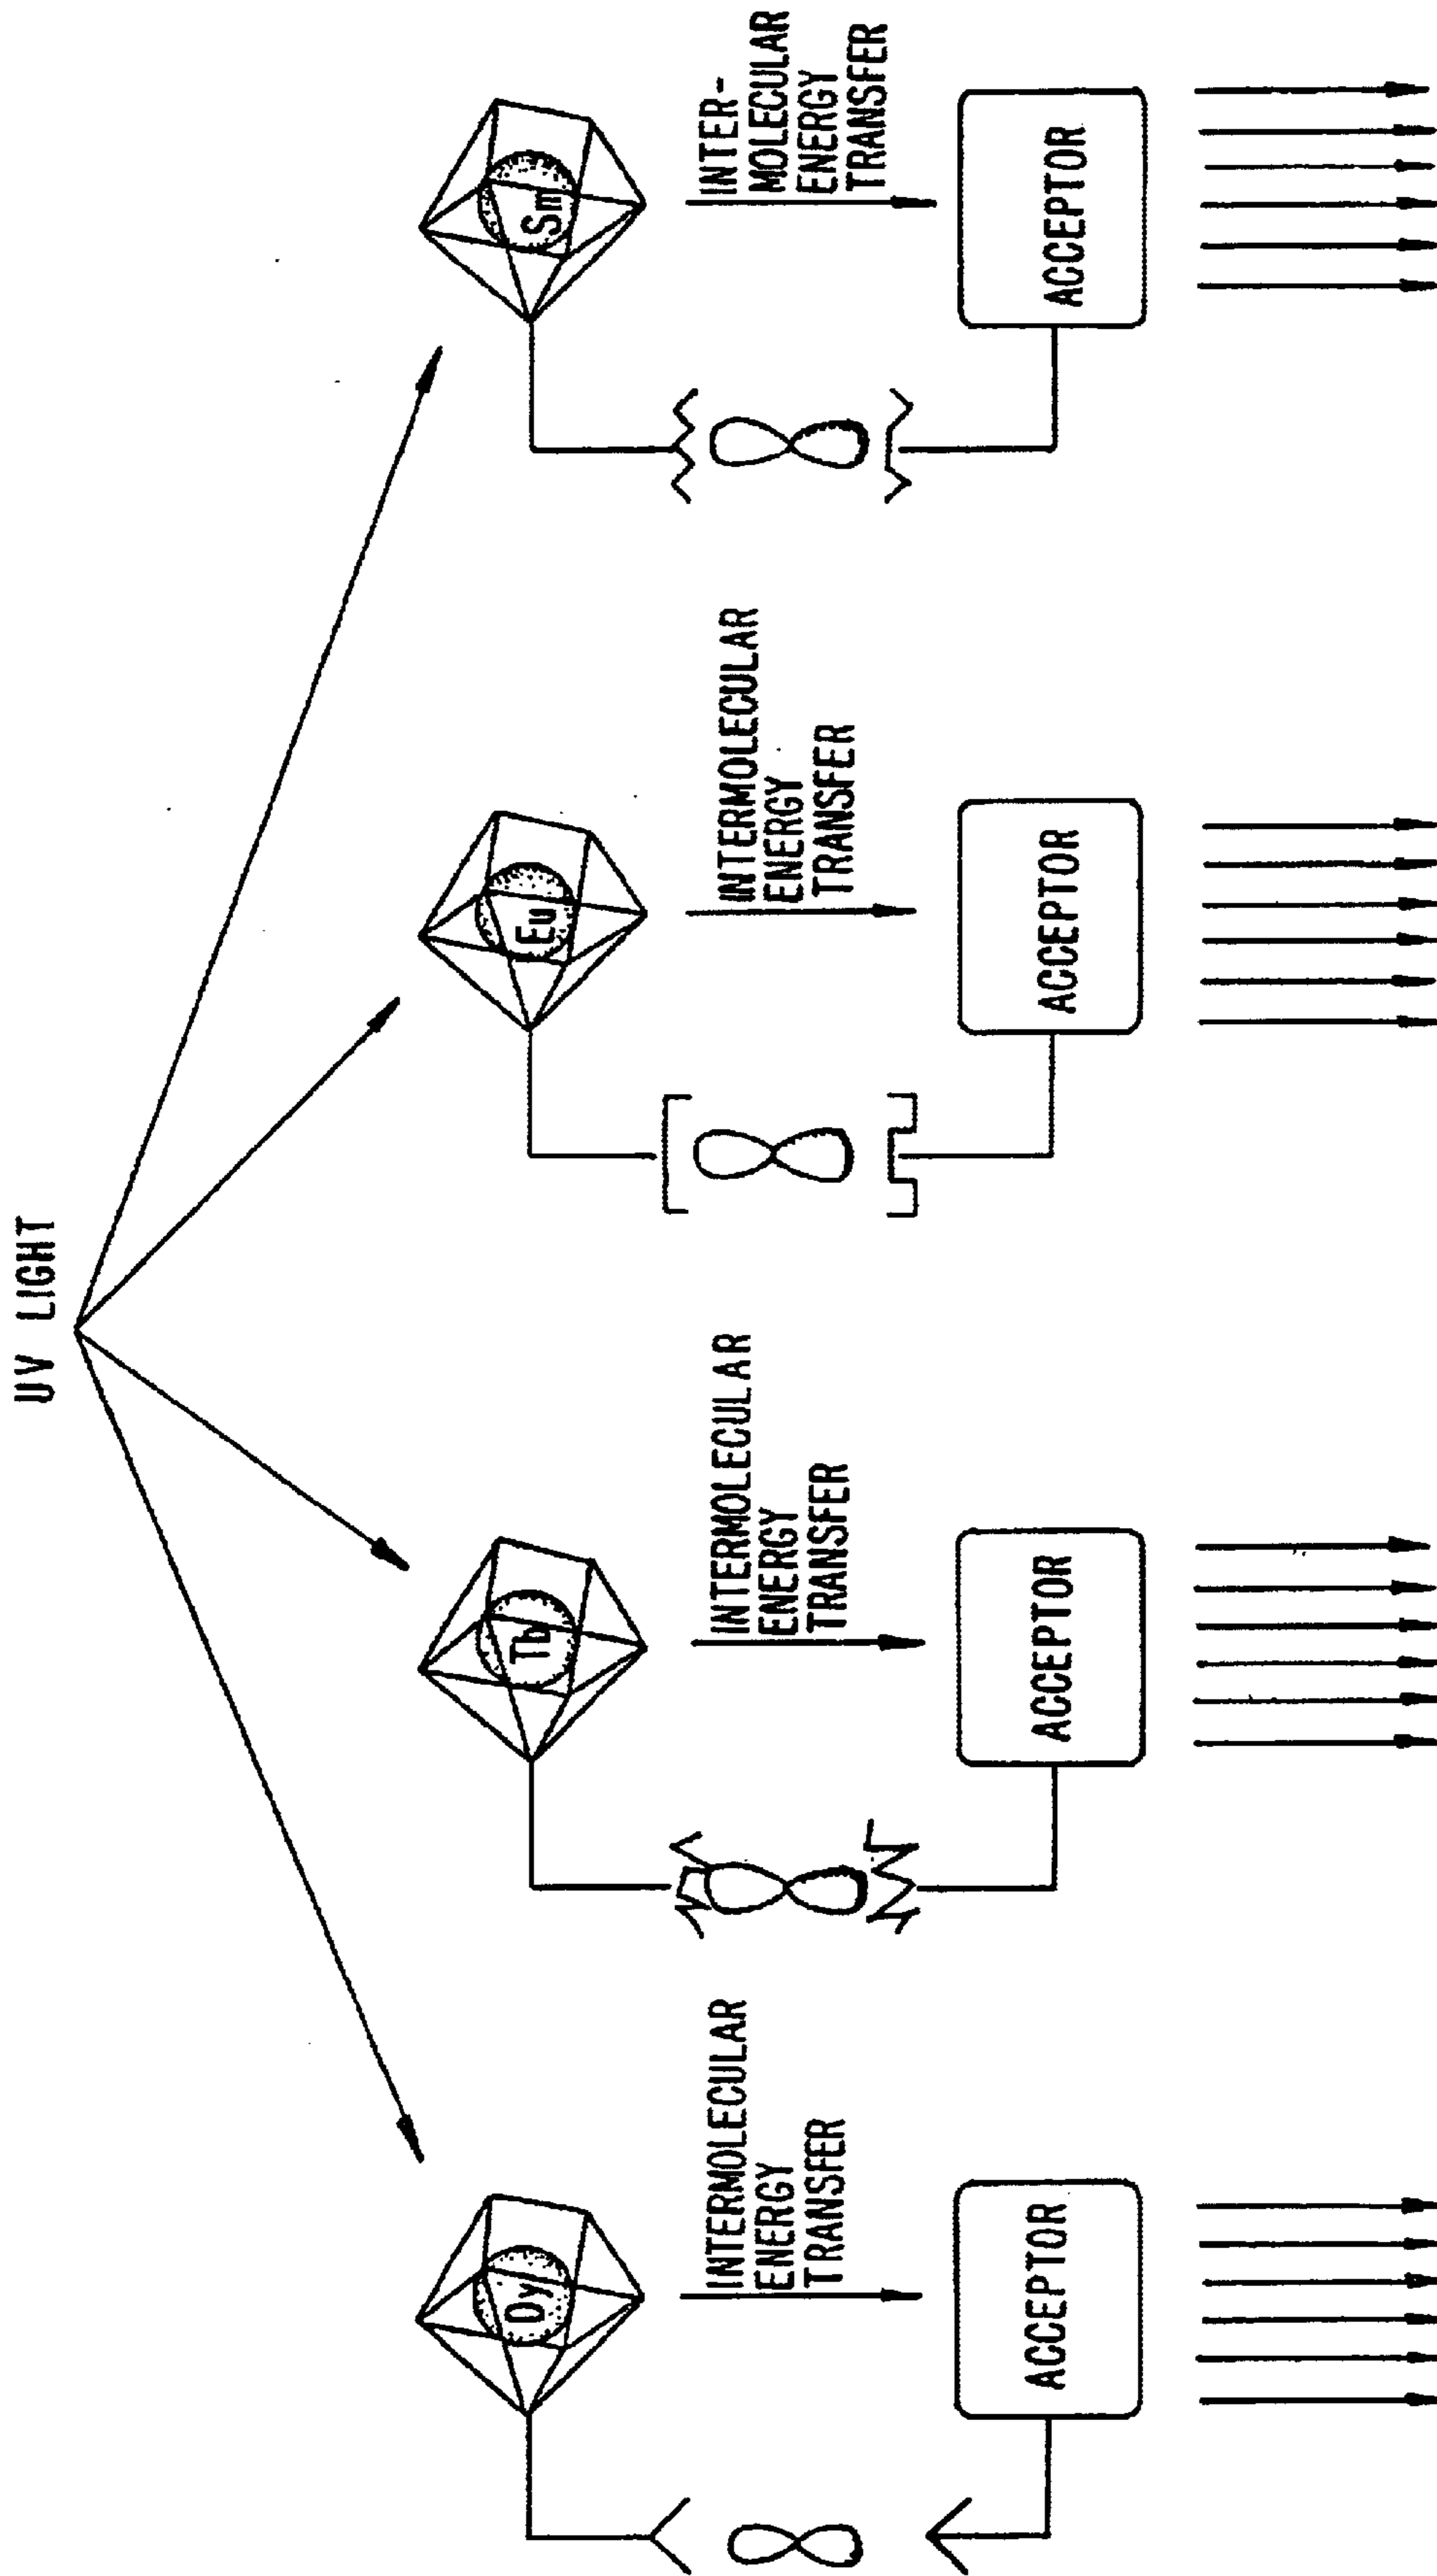 UV LIGHT
Dy
Tb
Eu
Sm
INTERMOLECULAR
ENERGY
TRANSFER
INTERMOLECULAR
ENERGY
TRANSFER
INTERMOLECULAR
ENERGY
TRANSFER
INTER-
MOLECULAR
ENERGY
TRANSFER
ACCEPTOR
ACCEPTOR
ACCEPTOR
ACCEPTOR